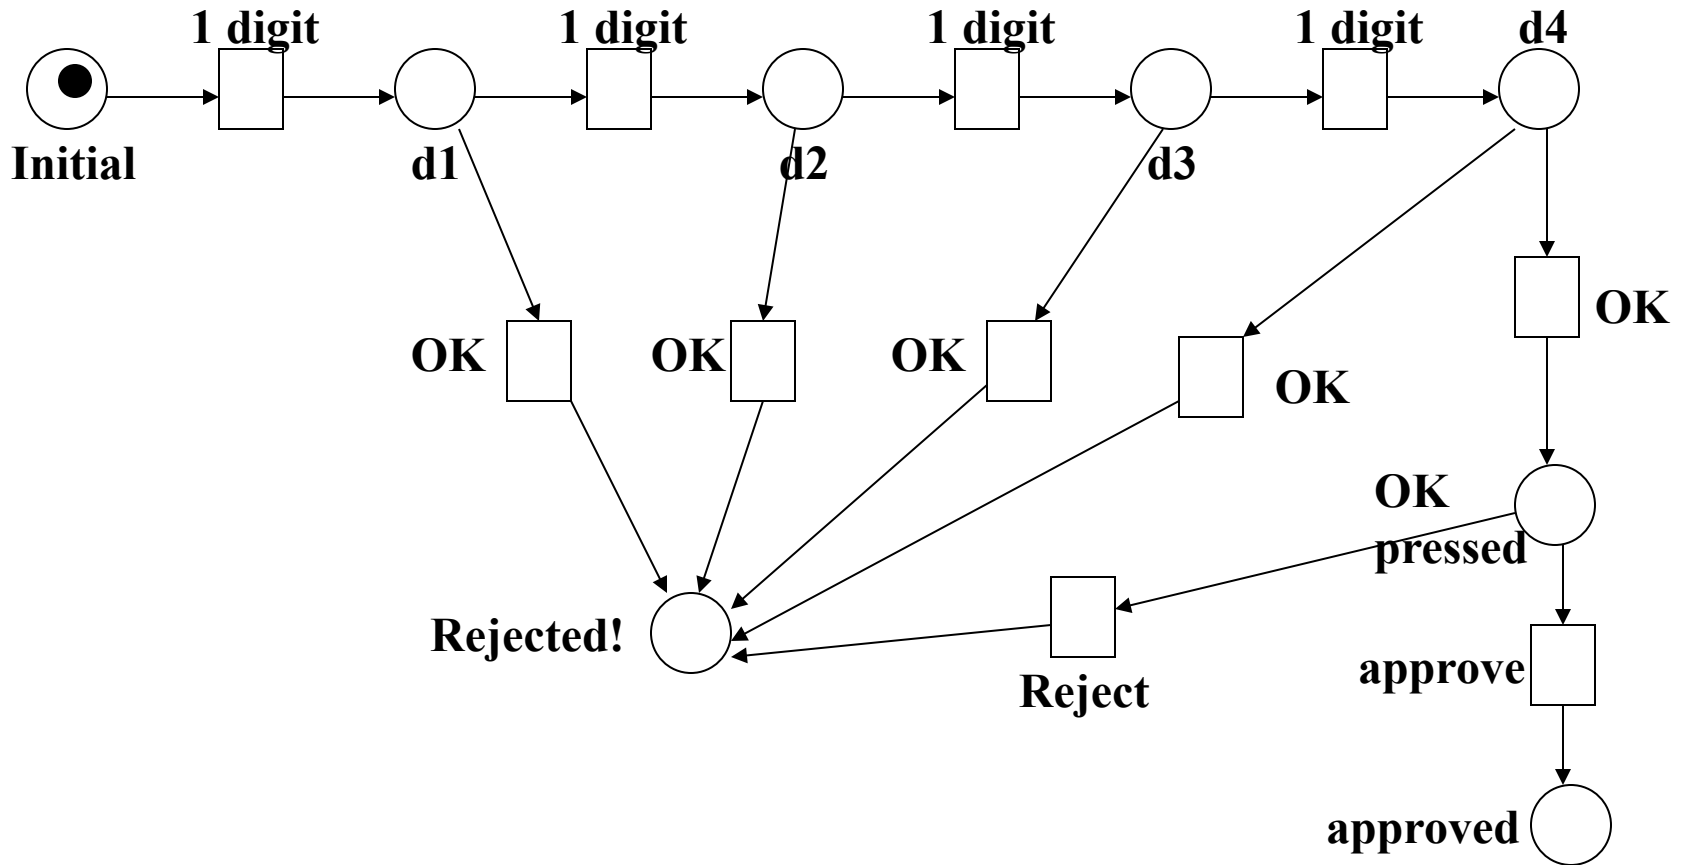 1 digit
1 digit
1 digit
1 digit
d4
Initial
d1
d2
d3
OK
OK
OK
OK
OK
OK
pressed
Rejected!
Reject
approve
approved